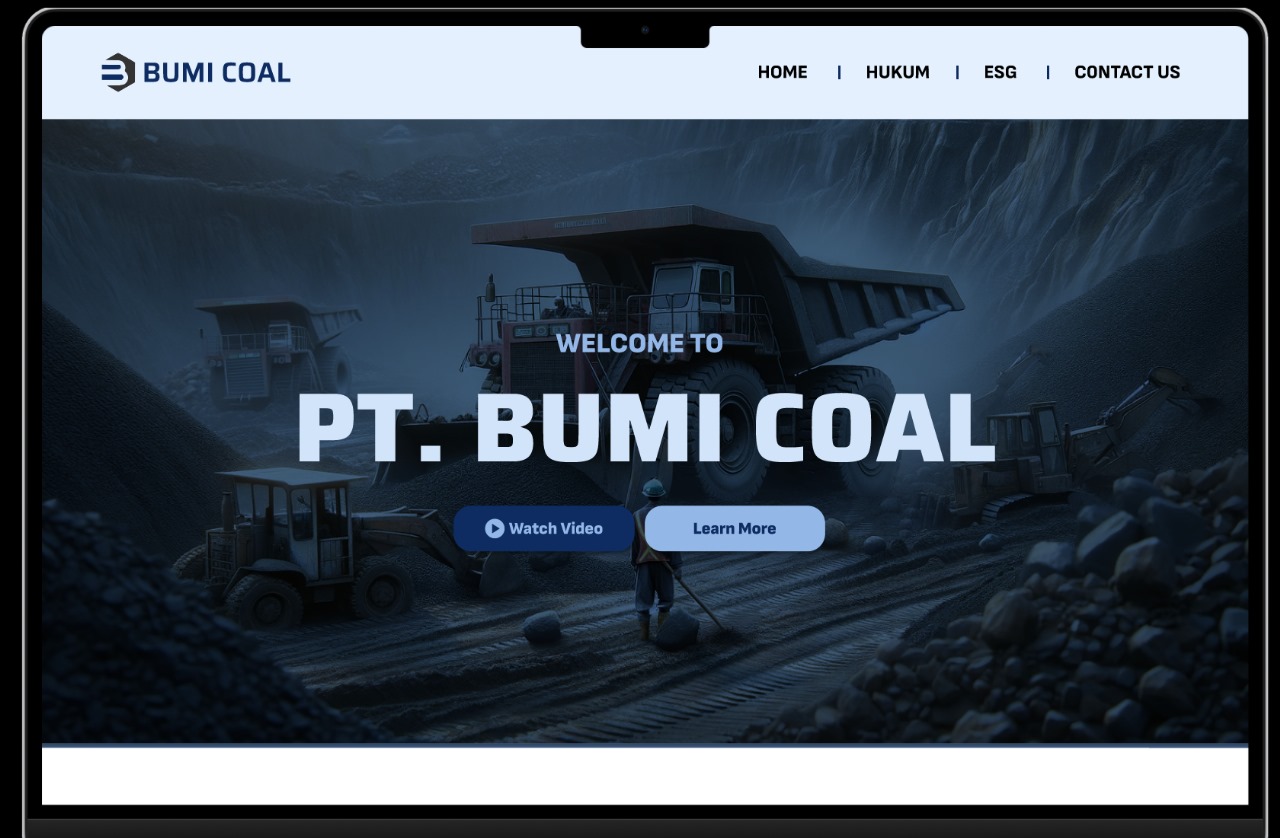 BUMI COAL
HOME | HUKUM | ESG | CONTACT US
WELCOME TO
PT. BUMI COAL
Watch Video
Learn More